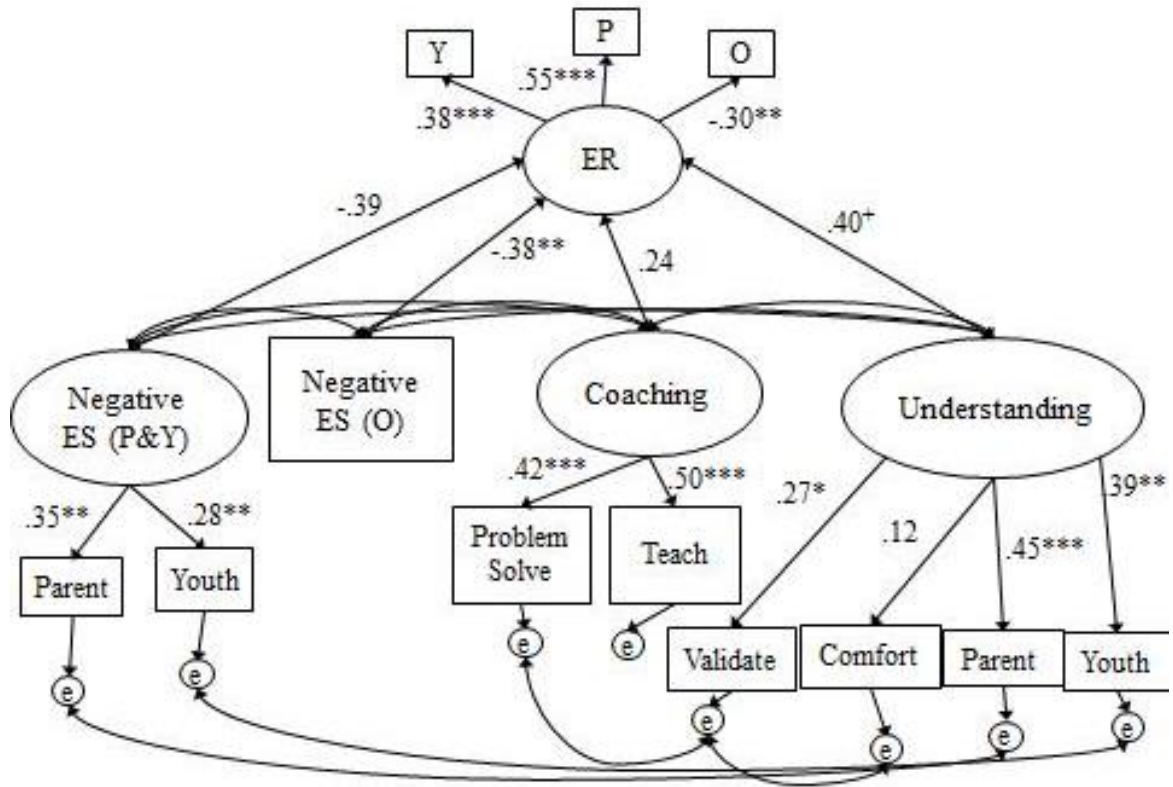 P
Y
O
.55***
.38***
-.30**
ER
-.39
-.38**
.24
.40+
Negative
ES (P&Y)
Negative
ES (O)
Coaching
Understanding
.42***
.50***
.27*
.39**
.35**
.28**
.12
.45***
Problem
Solve
Teach
Parent
Youth
Validate
Comfort
Parent
Youth
e
e
e
e
e
e
e
e